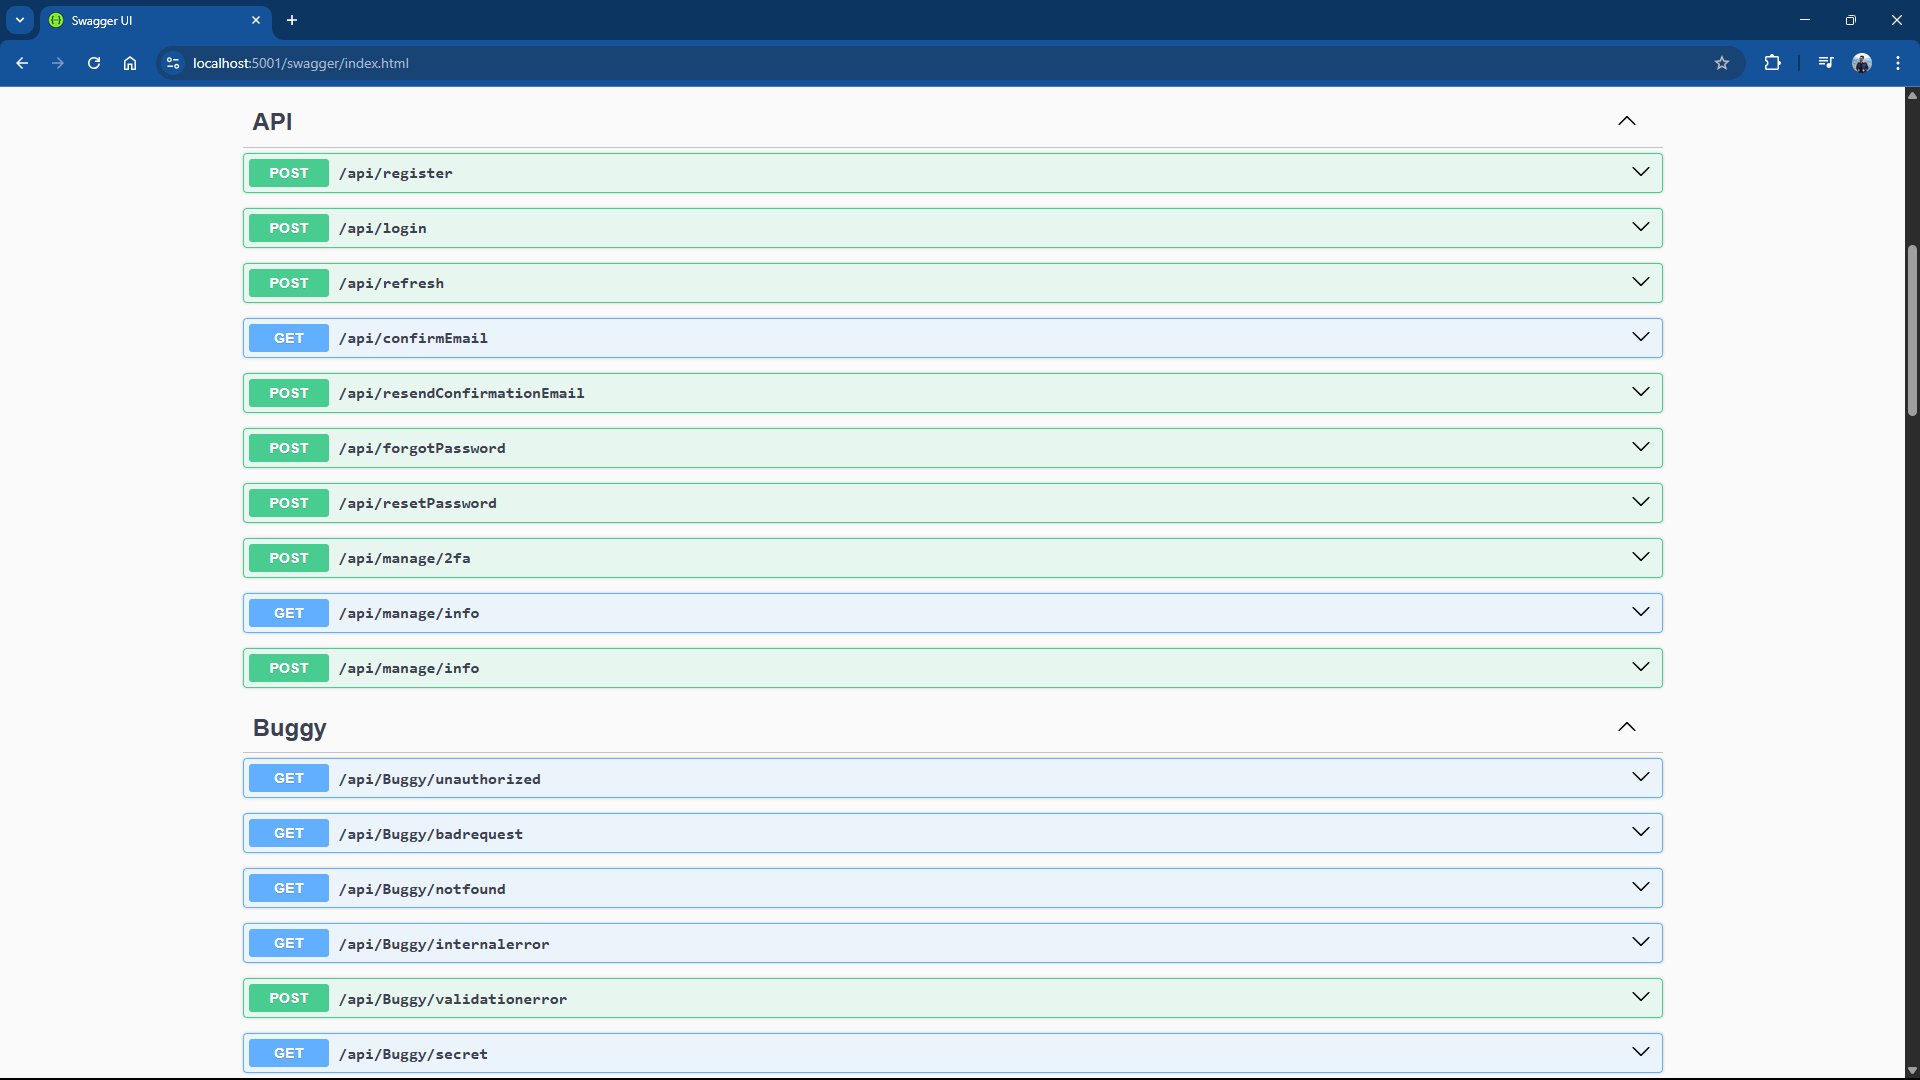 Swagger UI
localhost:5001/swagger/index.html
API
POST /api/register
POST /api/login
POST /api/refresh
GET /api/confirmEmail
POST /api/resendConfirmationEmail
POST /api/forgotPassword
POST /api/resetPassword
POST /api/manage/2fa
GET /api/manage/info
POST /api/manage/info
Buggy
GET /api/Buggy/unauthorized
GET /api/Buggy/badrequest
GET /api/Buggy/notfound
GET /api/Buggy/internalerror
POST /api/Buggy/validationerror
GET /api/Buggy/secret